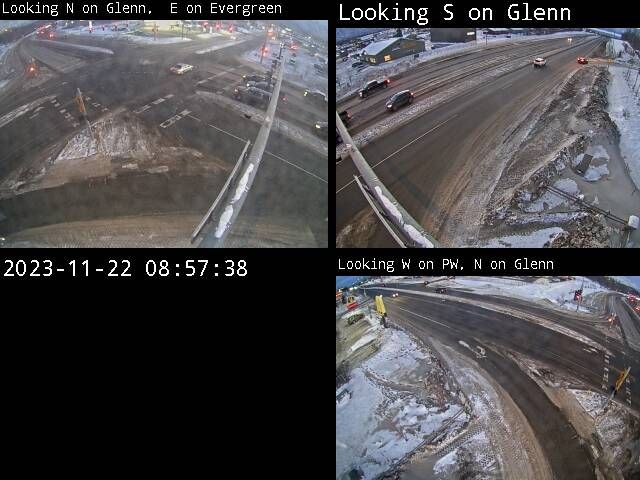 Looking N on Glenn,  E on Evergreen
Looking S on Glenn
2023-11-22 08:57:38
Looking W on PW, N on Glenn